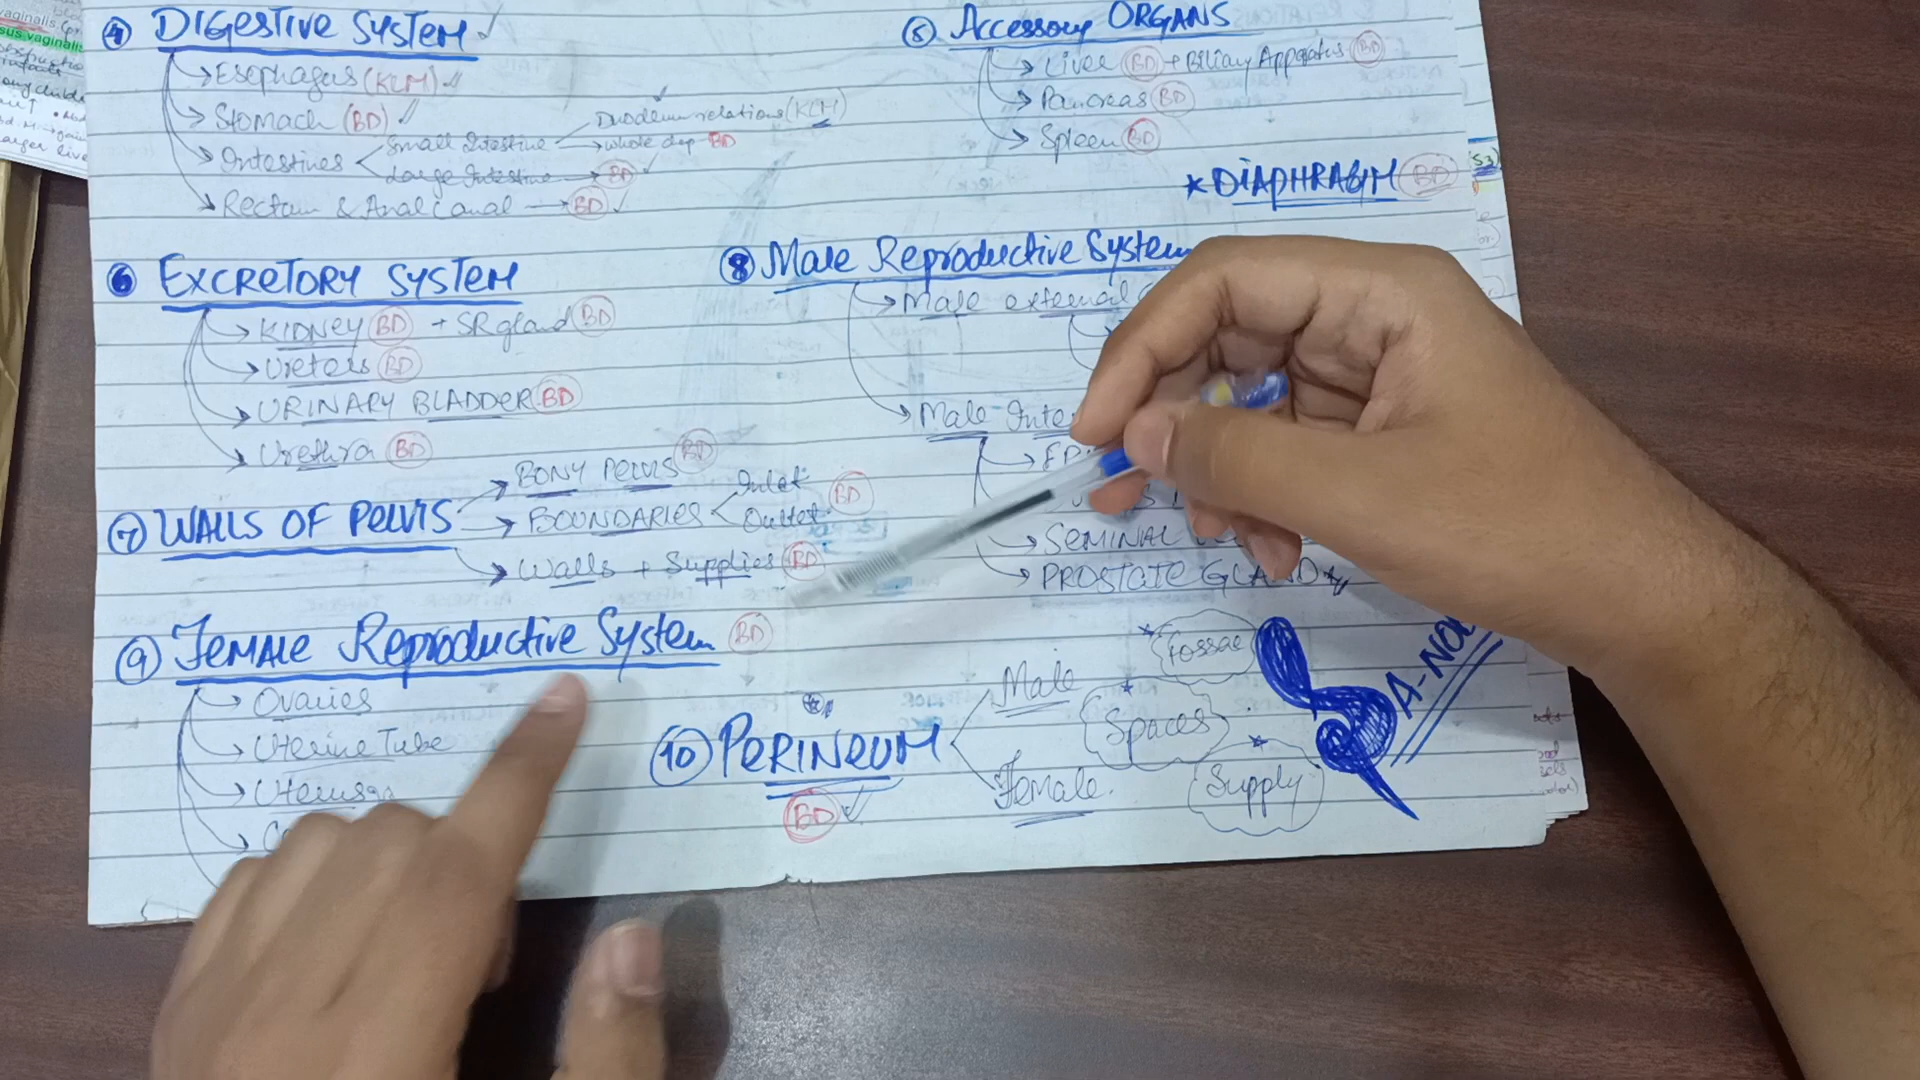 ④ DIGESTIVE SYSTEM ✓
→ Esophagus (KLM) ✓
→ Stomach (BD) ✓
→ Intestines < Small Intestine
Duodenum relations (KLM)
→ whole dep BD
Large Intestine → BD ✓
→ Rectum & Anal Canal → BD ✓
⑤ Accessory ORGANS
→ Liver BD + Biliary Apparatus BD
→ Pancreas BD
→ Spleen BD
* DIAPHRAGM BD
⑥ EXCRETORY SYSTEM
→ KIDNEY BD + SR gland BD
→ Ureters BD
→ URINARY BLADDER BD
→ Urethra BD
⑦ WALLS OF PELVIS
→ BONY PELVIS BD
→ BOUNDARIES < Inlet
Outlet BD
→ Walls + Supplies BD
⑧ Male Reproductive System
→ Male external
→ Male Inte
→ SEMINAL
→ PROSTATE GLAND
⑨ FEMALE Reproductive System BD
→ Ovaries
→ Uterine Tube
→ Uterus
⑩ PERINEUM
BD ✓
Male
Female.
* Fossae
* Spaces
* Supply
vaginalis
sus vaginalis